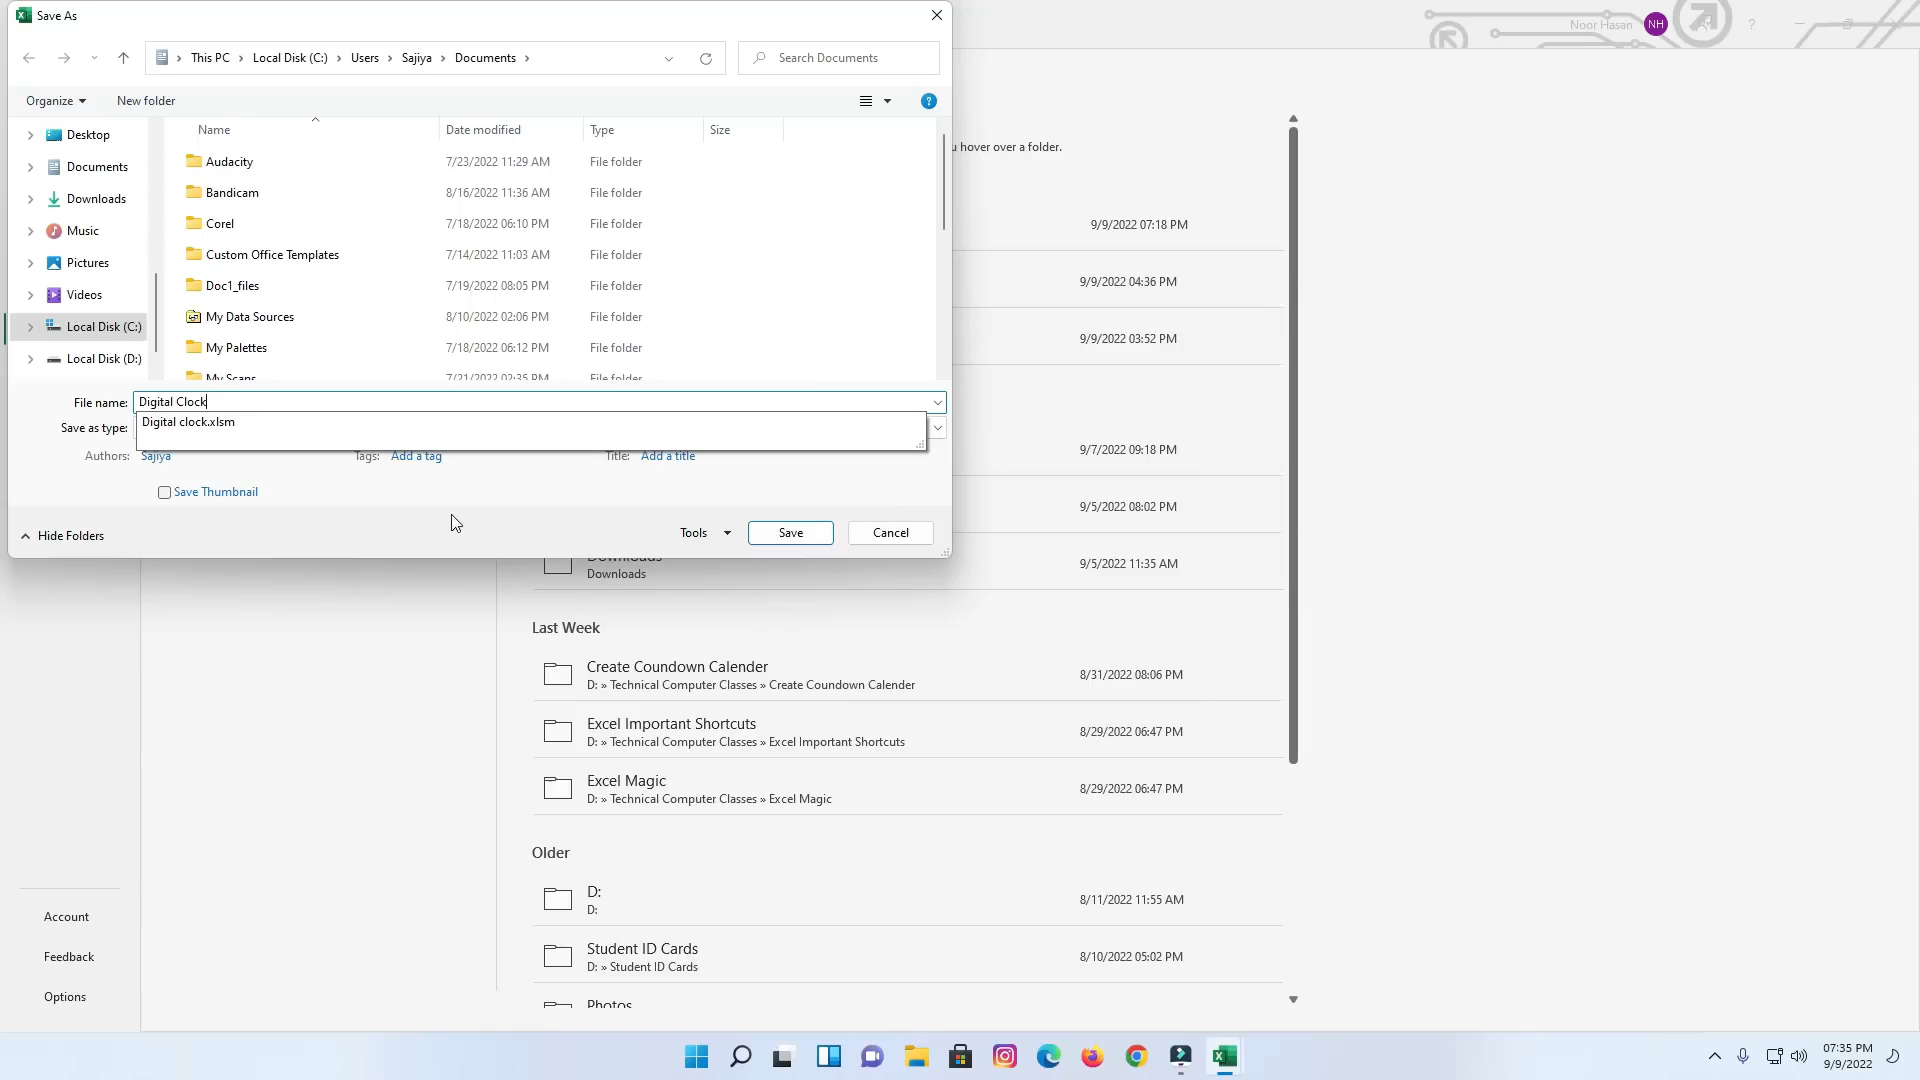 Save As
Noor Hasan
NH
?
This PC > Local Disk (C:) > Users > Sajiya > Documents >
Search Documents
Organize
New folder
?
Name
Date modified
Type
Size
Desktop
Documents
Downloads
Music
Pictures
Videos
Local Disk (C:)
Local Disk (D:)
Audacity 7/23/2022 11:29 AM File folder
Bandicam 8/16/2022 11:36 AM File folder
Corel 7/18/2022 06:10 PM File folder
Custom Office Templates 7/14/2022 11:03 AM File folder
Doc1_files 7/19/2022 08:05 PM File folder
My Data Sources 8/10/2022 02:06 PM File folder
My Palettes 7/18/2022 06:12 PM File folder
My Scans 7/21/2022 02:35 PM File folder
File name: Digital Clock
Digital clock.xlsm
Save as type:
Authors: Sajiya
Tags: Add a tag
Title: Add a title
Save Thumbnail
Hide Folders
Tools
Save
Cancel
u hover over a folder.
9/9/2022 07:18 PM
9/9/2022 04:36 PM
9/9/2022 03:52 PM
9/7/2022 09:18 PM
9/5/2022 08:02 PM
Downloads
Downloads
9/5/2022 11:35 AM
Last Week
Create Coundown Calender
D: » Technical Computer Classes » Create Coundown Calender
8/31/2022 08:06 PM
Excel Important Shortcuts
D: » Technical Computer Classes » Excel Important Shortcuts
8/29/2022 06:47 PM
Excel Magic
D: » Technical Computer Classes » Excel Magic
8/29/2022 06:47 PM
Older
D:
D:
8/11/2022 11:55 AM
Student ID Cards
D: » Student ID Cards
8/10/2022 05:02 PM
Photos
Account
Feedback
Options
07:35 PM
9/9/2022